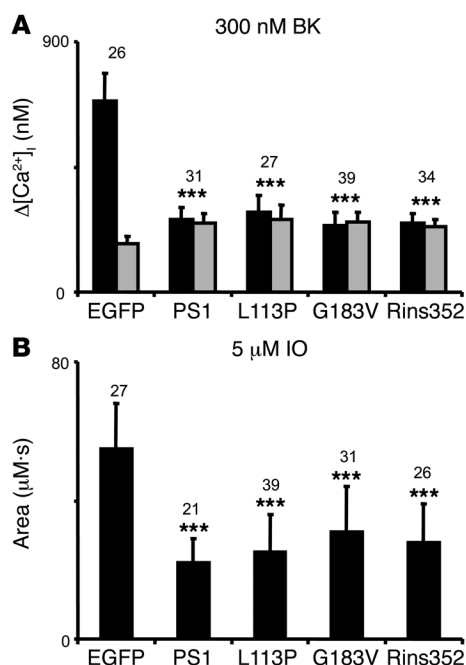 A
300 nM BK
900
26
31
27
39
34
***
***
***
***
Δ[Ca²⁺]I (nM)
0
EGFP PS1 L113P G183V Rins352
B
5 μM IO
80
27
21
39
31
26
***
***
***
***
Area (μM·s)
0
EGFP PS1 L113P G183V Rins352